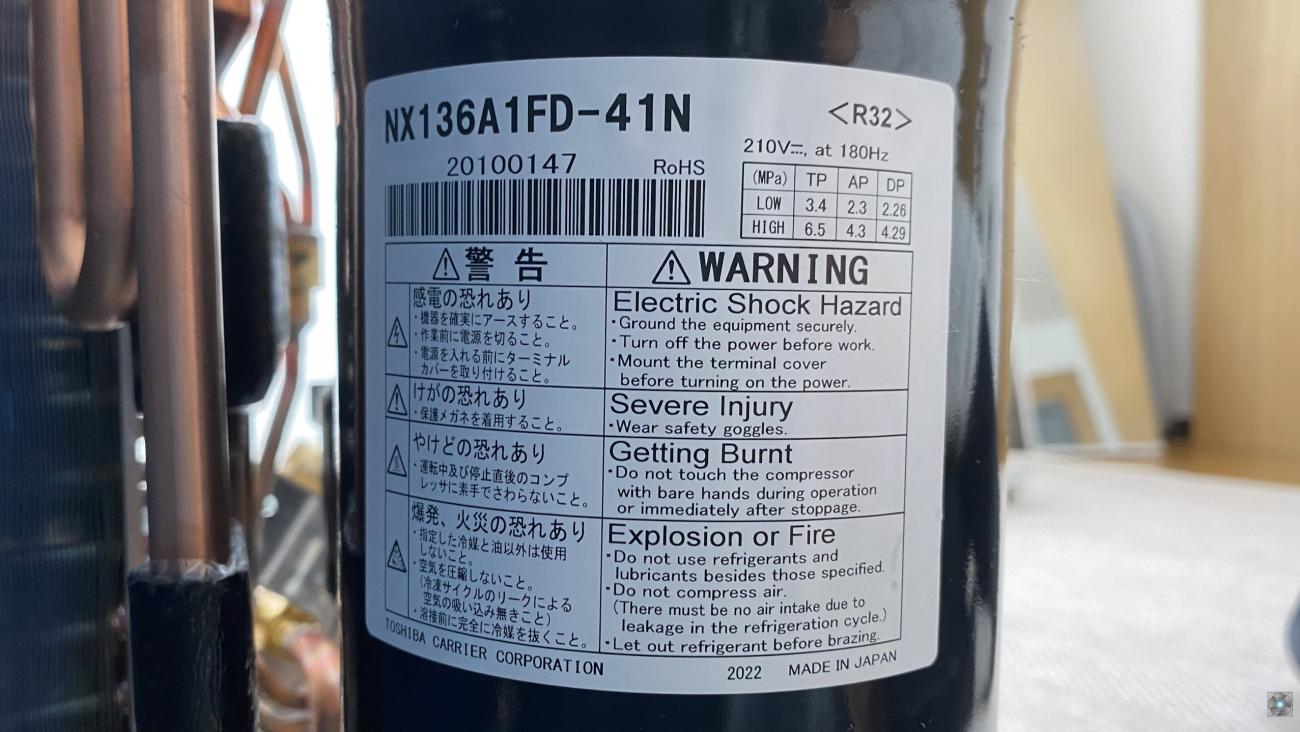 NX136A1FD-41N
<R32>
20100147
RoHS
210V⎓, at 180Hz
(MPa) TP AP DP
LOW 3.4 2.3 2.26
HIGH 6.5 4.3 4.29
警告
感電の恐れあり
・機器を確実にアースすること。
・作業前に電源を切ること。
・電源を入れる前にターミナル
カバーを取り付けること。
けがの恐れあり
・保護メガネを着用すること。
やけどの恐れあり
・運転中及び停止直後のコンプ
レッサに素手でさわらないこと。
爆発、火災の恐れあり
・指定した冷媒と油以外は使用
しないこと。
・空気を圧縮しないこと。
(冷凍サイクルのリークによる
空気の吸い込み無きこと)
・溶接前に完全に冷媒を抜くこと。
WARNING
Electric Shock Hazard
・Ground the equipment securely.
・Turn off the power before work.
・Mount the terminal cover
before turning on the power.
Severe Injury
・Wear safety goggles.
Getting Burnt
・Do not touch the compressor
with bare hands during operation
or immediately after stoppage.
Explosion or Fire
・Do not use refrigerants and
lubricants besides those specified.
・Do not compress air.
(There must be no air intake due to
leakage in the refrigeration cycle.)
・Let out refrigerant before brazing.
TOSHIBA CARRIER CORPORATION
2022
MADE IN JAPAN